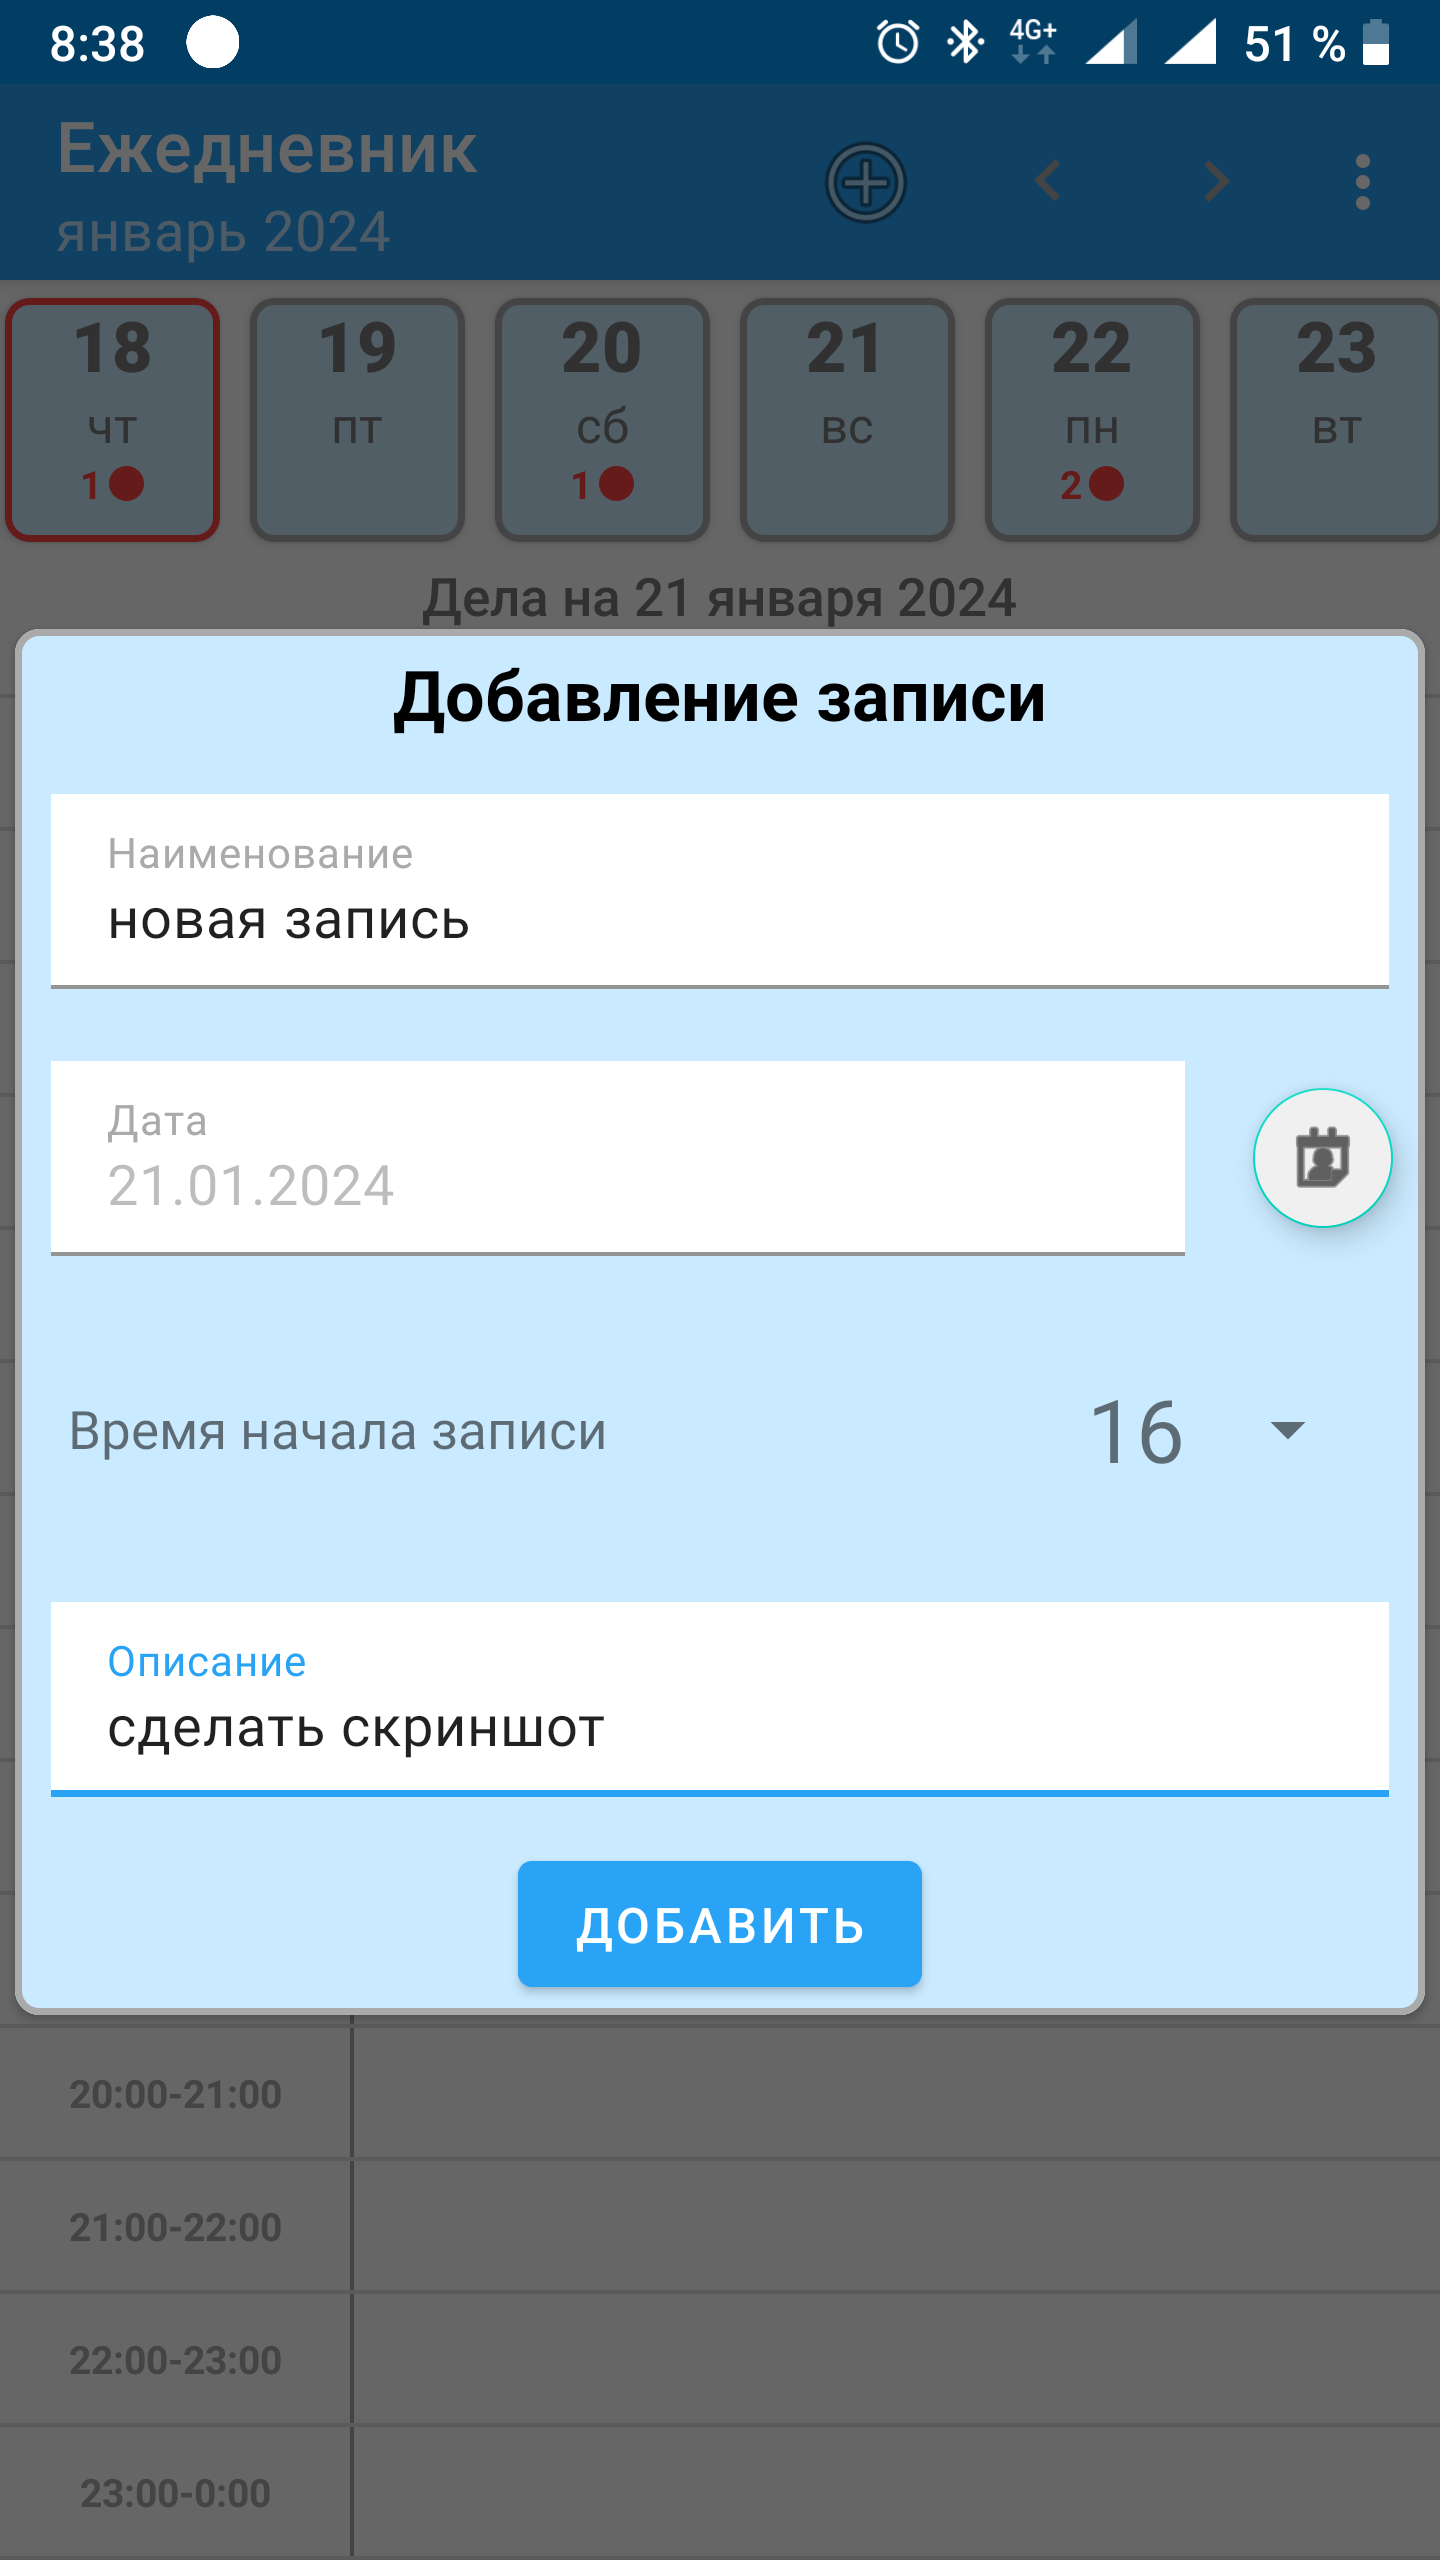 8:38 4G+ 51 %
Ежедневник
январь 2024
18 19 20 21 22 23
чт пт сб вс пн вт
1 1 2
Дела на 21 января 2024
Добавление записи
Наименование
новая запись
Дата
21.01.2024
Время начала записи 16
Описание
сделать скриншот
ДОБАВИТЬ
20:00-21:00
21:00-22:00
22:00-23:00
23:00-0:00